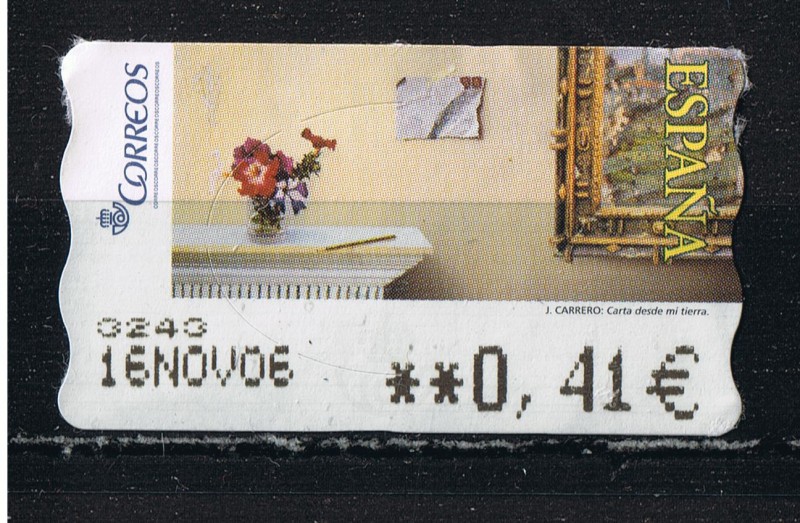 CORREOS
ESPAÑA
J. CARRERO: Carta desde mi tierra.
0243
16NOV06
**0,41€